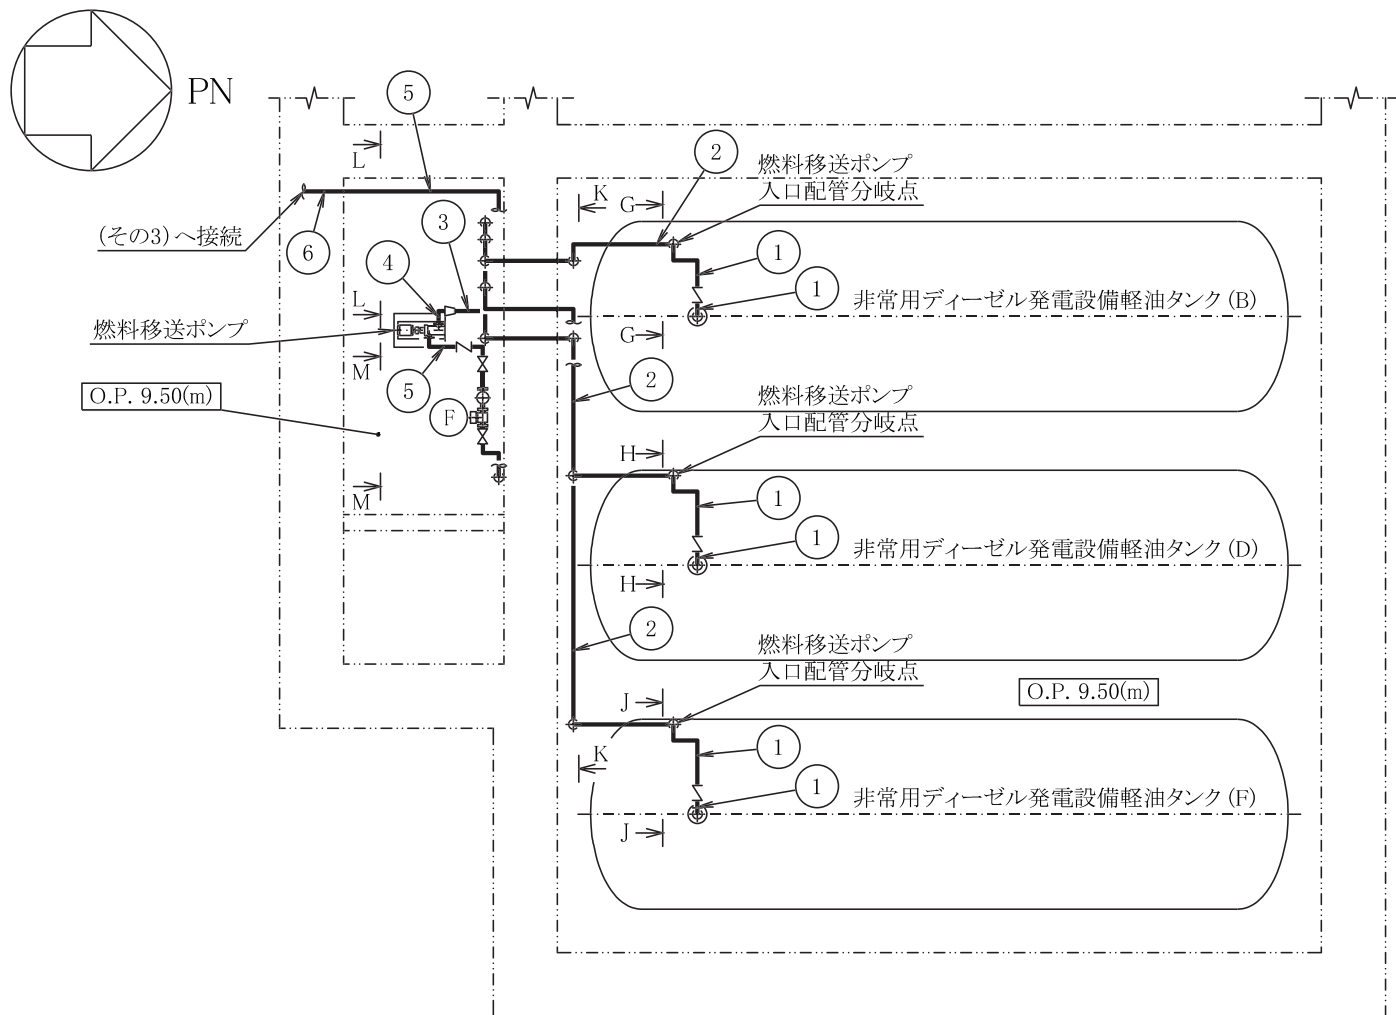 PN
5
L
2
燃料移送ポンプ
入口配管分岐点
K
G
(その3)へ接続
6
3
1
4
1
非常用ディーゼル発電設備軽油タンク(B)
L
燃料移送ポンプ
G
M
5
2
O.P. 9.50(m)
F
燃料移送ポンプ
入口配管分岐点
H
M
1
1
非常用ディーゼル発電設備軽油タンク(D)
H
2
燃料移送ポンプ
入口配管分岐点
O.P. 9.50(m)
J
K
1
1
非常用ディーゼル発電設備軽油タンク(F)
J